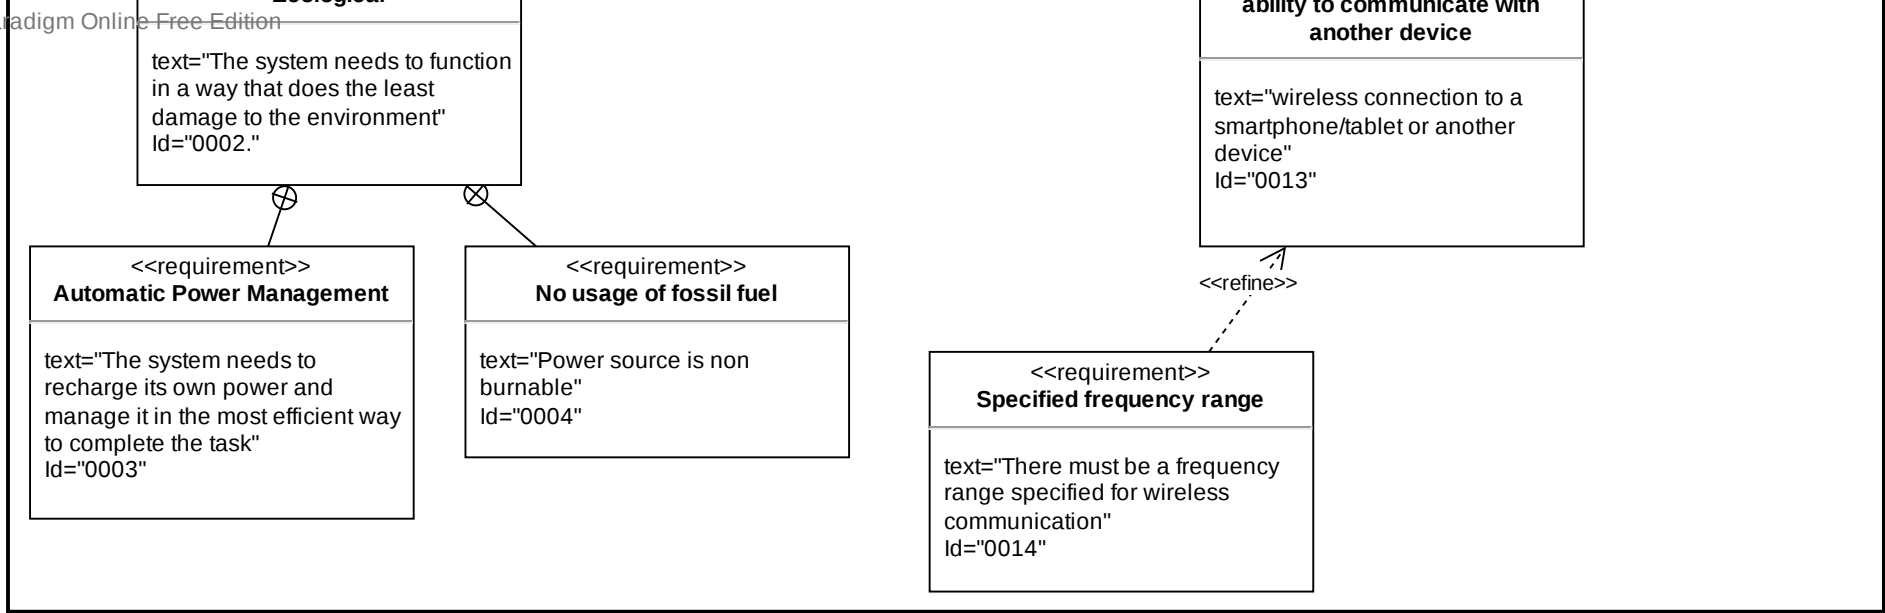 Ecological
radigm Online Free Edition
text="The system needs to function
in a way that does the least
damage to the environment"
Id="0002."
ability to communicate with
another device
text="wireless connection to a
smartphone/tablet or another
device"
Id="0013"
<<requirement>>
Automatic Power Management
text="The system needs to
recharge its own power and
manage it in the most efficient way
to complete the task"
Id="0003"
<<requirement>>
No usage of fossil fuel
text="Power source is non
burnable"
Id="0004"
<<refine>>
<<requirement>>
Specified frequency range
text="There must be a frequency
range specified for wireless
communication"
Id="0014"